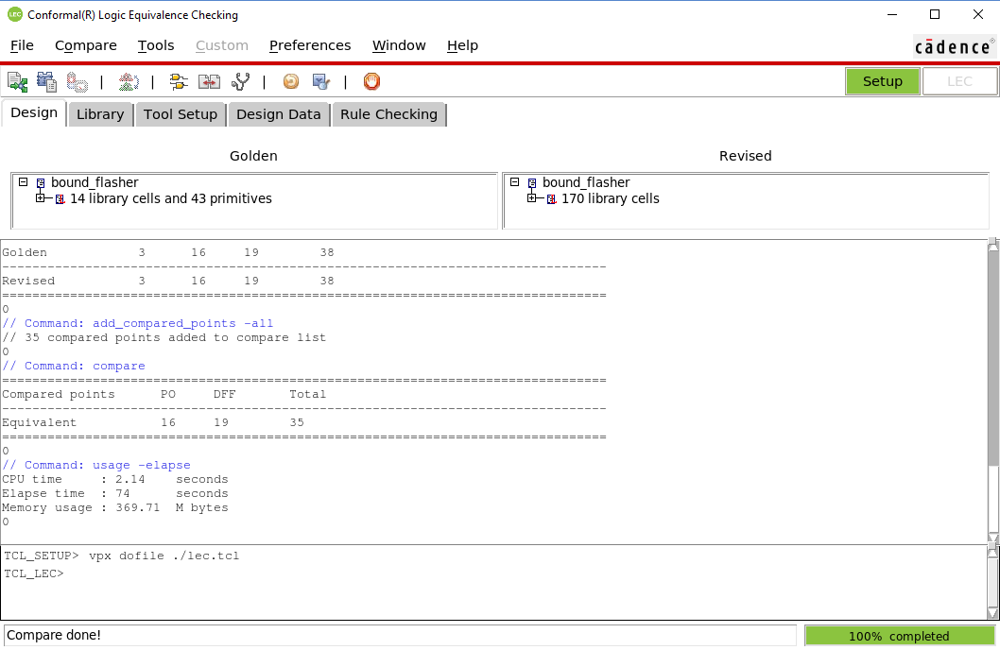 LEC Conformal(R) Logic Equivalence Checking
File Compare Tools Custom Preferences Window Help cādence®
Setup LEC
Design Library Tool Setup Design Data Rule Checking
Golden Revised
bound_flasher bound_flasher
14 library cells and 43 primitives 170 library cells
Golden 3 16 19 38
--------------------------------------------------------------------------------
Revised 3 16 19 38
================================================================================
0
// Command: add_compared_points -all
// 35 compared points added to compare list
0
// Command: compare
================================================================================
Compared points PO DFF Total
--------------------------------------------------------------------------------
Equivalent 16 19 35
================================================================================
0
// Command: usage -elapse
CPU time : 2.14 seconds
Elapse time : 74 seconds
Memory usage : 369.71 M bytes
0
TCL_SETUP> vpx dofile ./lec.tcl
TCL_LEC>
Compare done! 100% completed